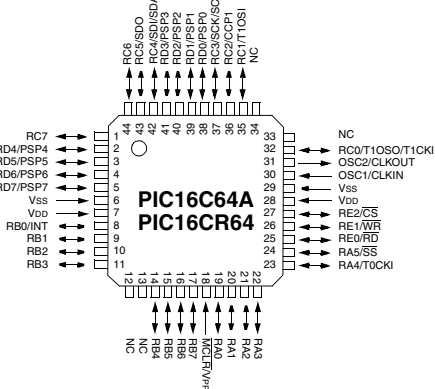 RC6
RC5/SDO
RC4/SDI/SDA
RD3/PSP3
RD2/PSP2
RD1/PSP1
RD0/PSP0
RC3/SCK/SC
RC2/CCP1
RC1/T1OSI
NC
44
43
42
41
40
39
38
37
36
35
34
RC7
RD4/PSP4
RD5/PSP5
RD6/PSP6
RD7/PSP7
VSS
VDD
RB0/INT
RB1
RB2
RB3
1
2
3
4
5
6
7
8
9
10
11
PIC16C64A
PIC16CR64
33
32
31
30
29
28
27
26
25
24
23
NC
RC0/T1OSO/T1CKI
OSC2/CLKOUT
OSC1/CLKIN
VSS
VDD
RE2/CS
RE1/WR
RE0/RD
RA5/SS
RA4/T0CKI
12
13
14
15
16
17
18
19
20
21
22
NC
NC
RB4
RB5
RB6
RB7
MCLR/VPP
RA0
RA1
RA2
RA3